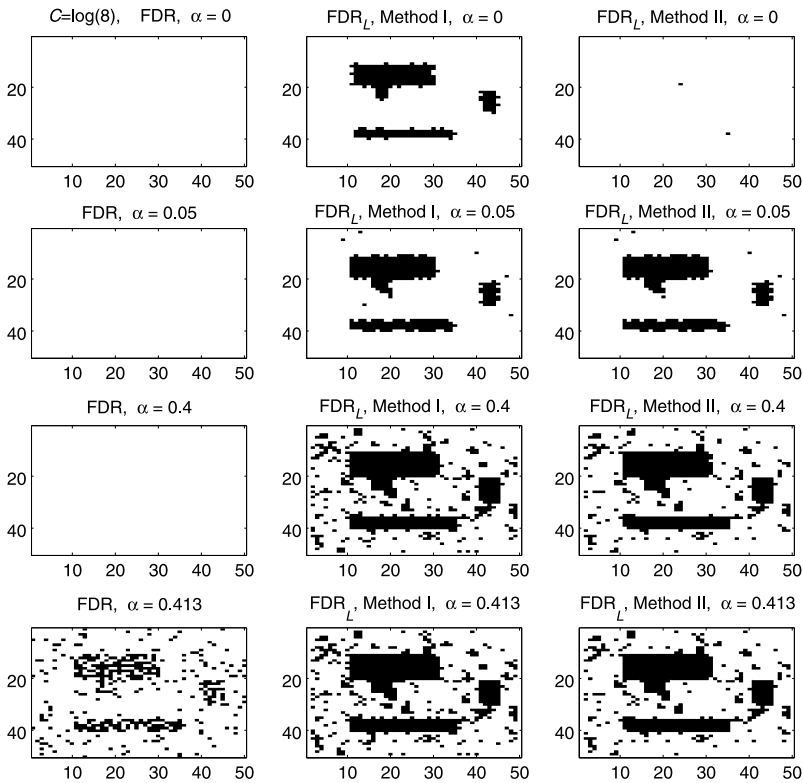 C=log(8), FDR, α = 0
FDR_L, Method I, α = 0
FDR_L, Method II, α = 0
20
40
10 20 30 40 50
20
40
10 20 30 40 50
20
40
10 20 30 40 50
FDR, α = 0.05
FDR_L, Method I, α = 0.05
FDR_L, Method II, α = 0.05
20
40
10 20 30 40 50
20
40
10 20 30 40 50
20
40
10 20 30 40 50
FDR, α = 0.4
FDR_L, Method I, α = 0.4
FDR_L, Method II, α = 0.4
20
40
10 20 30 40 50
20
40
10 20 30 40 50
20
40
10 20 30 40 50
FDR, α = 0.413
FDR_L, Method I, α = 0.413
FDR_L, Method II, α = 0.413
20
40
10 20 30 40 50
20
40
10 20 30 40 50
20
40
10 20 30 40 50